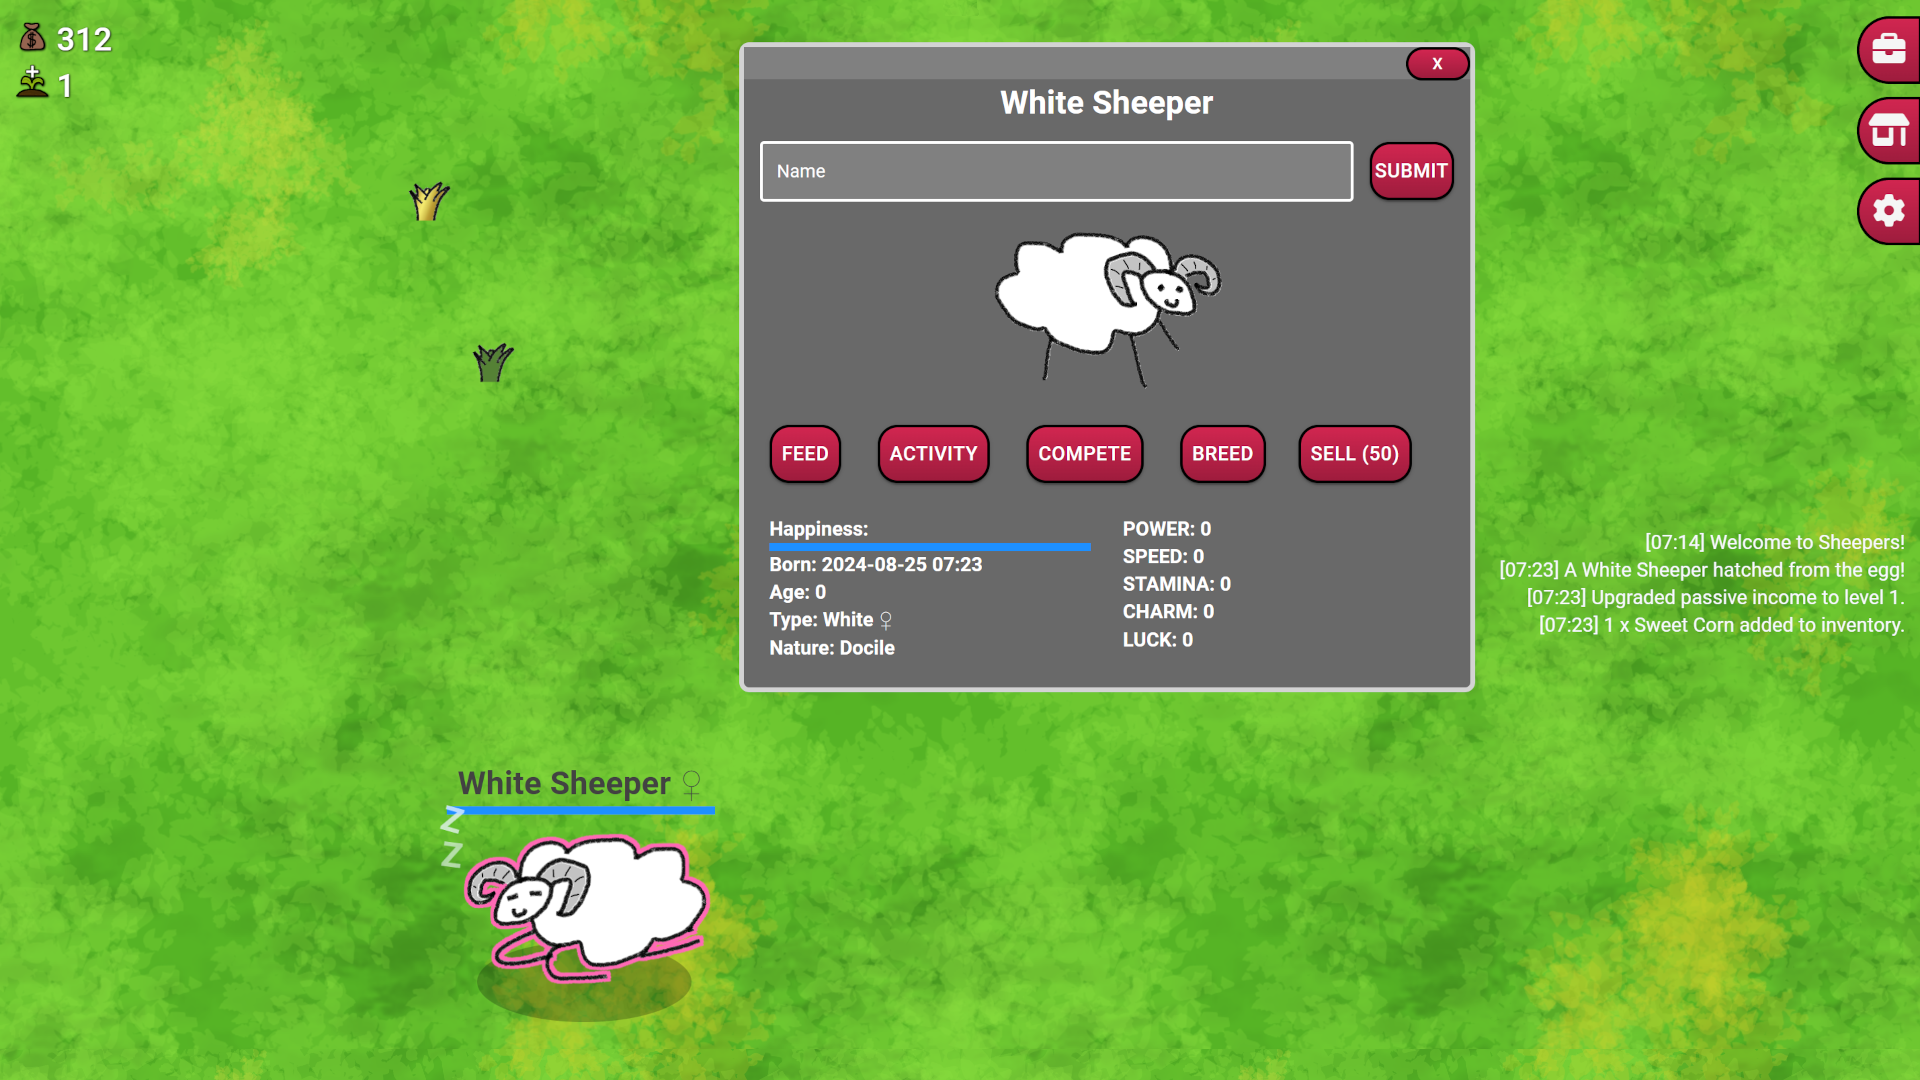 312
1
X
White Sheeper
Name
SUBMIT
FEED
ACTIVITY
COMPETE
BREED
SELL (50)
Happiness:
Born: 2024-08-25 07:23
Age: 0
Type: White ♀
Nature: Docile
POWER: 0
SPEED: 0
STAMINA: 0
CHARM: 0
LUCK: 0
[07:14] Welcome to Sheepers!
[07:23] A White Sheeper hatched from the egg!
[07:23] Upgraded passive income to level 1.
[07:23] 1 x Sweet Corn added to inventory.
White Sheeper ♀
Z
Z